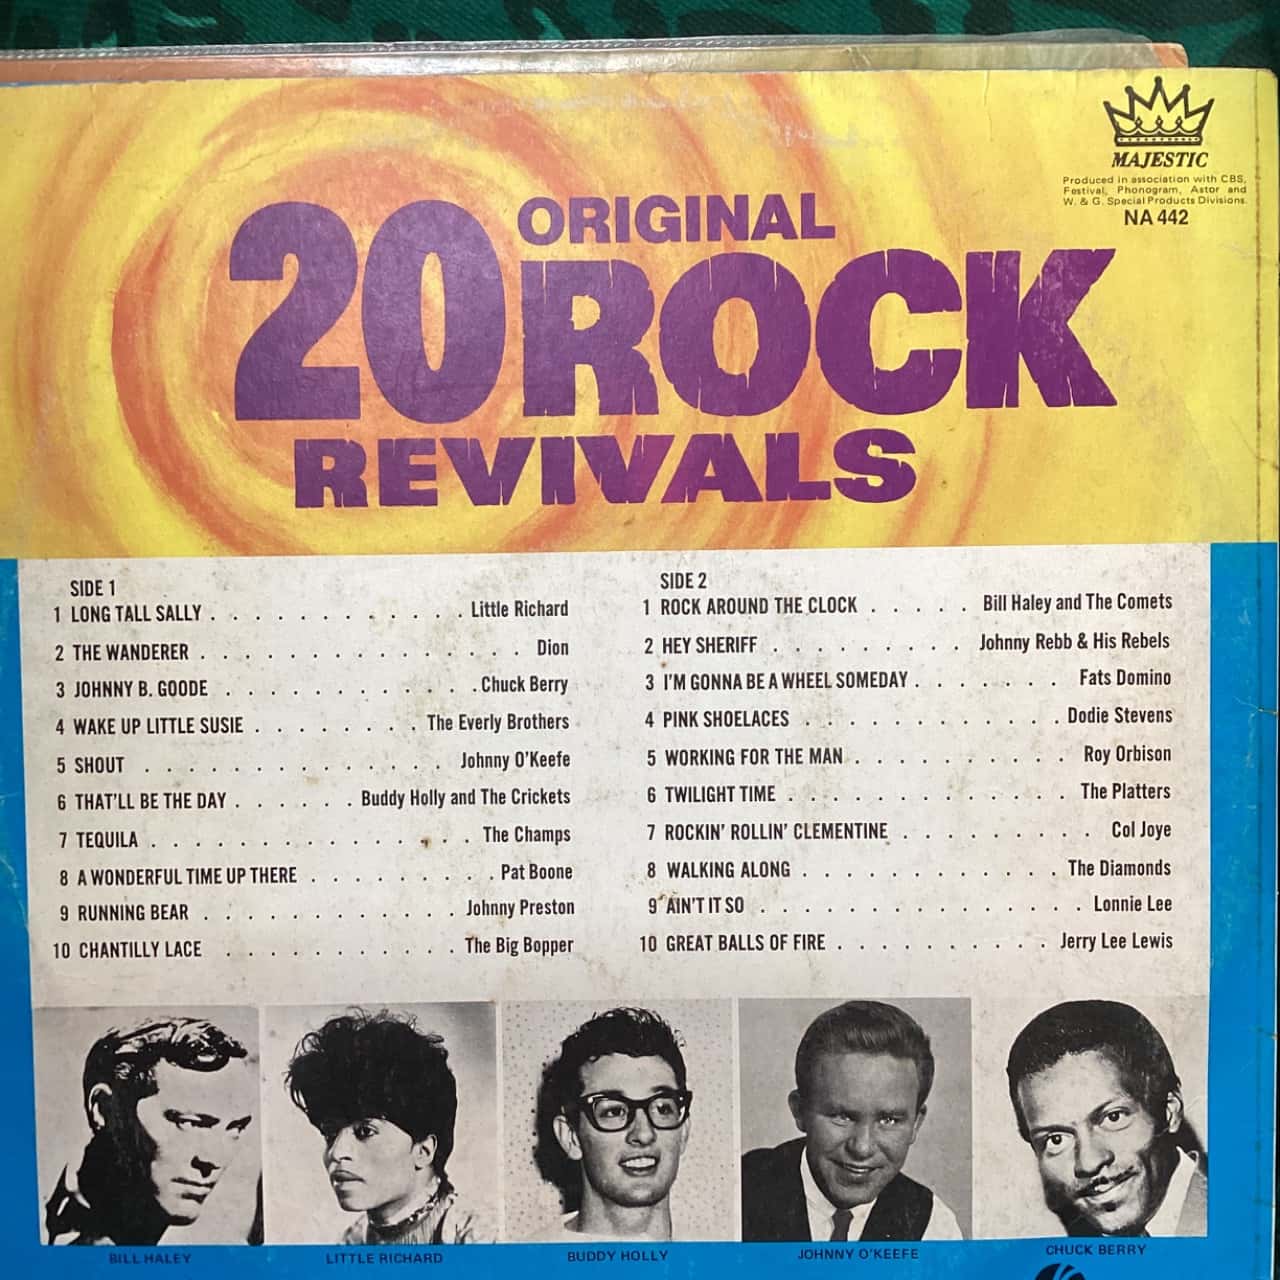 MAJESTIC
Produced in association with CBS,
Festival, Phonogram, Astor and
W. & G. Special Products Divisions.
NA 442
20 ORIGINAL
ROCK
REVIVALS
SIDE 1
1 LONG TALL SALLY . . . . . . . . . . . . Little Richard
2 THE WANDERER . . . . . . . . . . . . . . . Dion
3 JOHNNY B. GOODE . . . . . . . . . . . . Chuck Berry
4 WAKE UP LITTLE SUSIE . . . . . . . . The Everly Brothers
5 SHOUT . . . . . . . . . . . . . . Johnny O'Keefe
6 THAT'LL BE THE DAY . . . . . . Buddy Holly and The Crickets
7 TEQUILA . . . . . . . . . . . . . . The Champs
8 A WONDERFUL TIME UP THERE . . . . . . . . . Pat Boone
9 RUNNING BEAR . . . . . . . . . . . . Johnny Preston
10 CHANTILLY LACE . . . . . . . . . . . The Big Bopper
SIDE 2
1 ROCK AROUND THE CLOCK . . . . . Bill Haley and The Comets
2 HEY SHERIFF . . . . . . . . . Johnny Rebb & His Rebels
3 I'M GONNA BE A WHEEL SOMEDAY . . . . . . . Fats Domino
4 PINK SHOELACES . . . . . . . . . . . . Dodie Stevens
5 WORKING FOR THE MAN . . . . . . . . . . Roy Orbison
6 TWILIGHT TIME . . . . . . . . . . . . . The Platters
7 ROCKIN' ROLLIN' CLEMENTINE . . . . . . . . . Col Joye
8 WALKING ALONG . . . . . . . . . . . . The Diamonds
9 AIN'T IT SO . . . . . . . . . . . . . . . Lonnie Lee
10 GREAT BALLS OF FIRE . . . . . . . . . . Jerry Lee Lewis
BILL HALEY
LITTLE RICHARD
BUDDY HOLLY
JOHNNY O'KEEFE
CHUCK BERRY